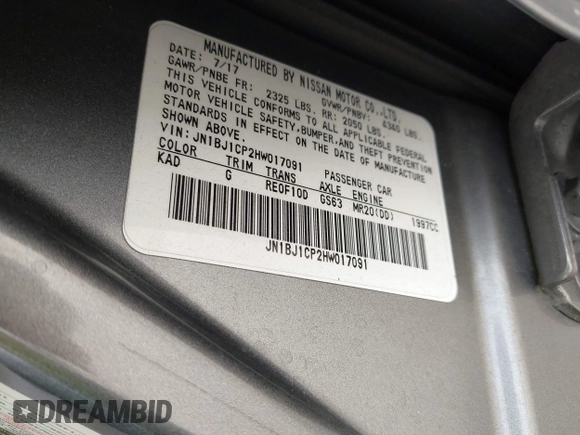 MANUFACTURED BY NISSAN MOTOR CO.,LTD.
DATE: 7/17 GVWR/PNBV: 4340 LBS.
GAWR/PNBE FR: 2325 LBS. RR: 2050 LBS.
THIS VEHICLE CONFORMS TO ALL APPLICABLE FEDERAL
MOTOR VEHICLE SAFETY,BUMPER,AND THEFT PREVENTION
STANDARDS IN EFFECT ON THE DATE OF MANUFACTURE
SHOWN ABOVE.
VIN: JN1BJ1CP2HW017091 PASSENGER CAR
COLOR TRIM TRANS AXLE ENGINE
KAD G RE0F10D GS63 MR20(DD) 1997CC
JN1BJ1CP2HW017091
DREAMBID